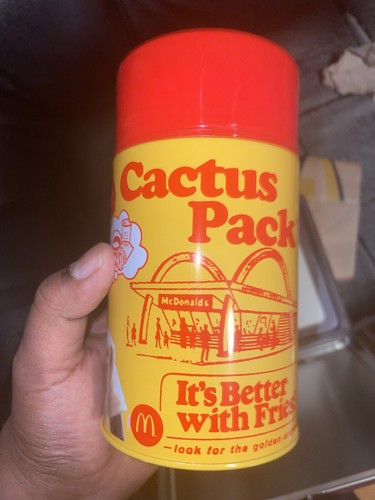 Cactus
Pack
McDonald's
It's Better
with Fries
—look for the golden